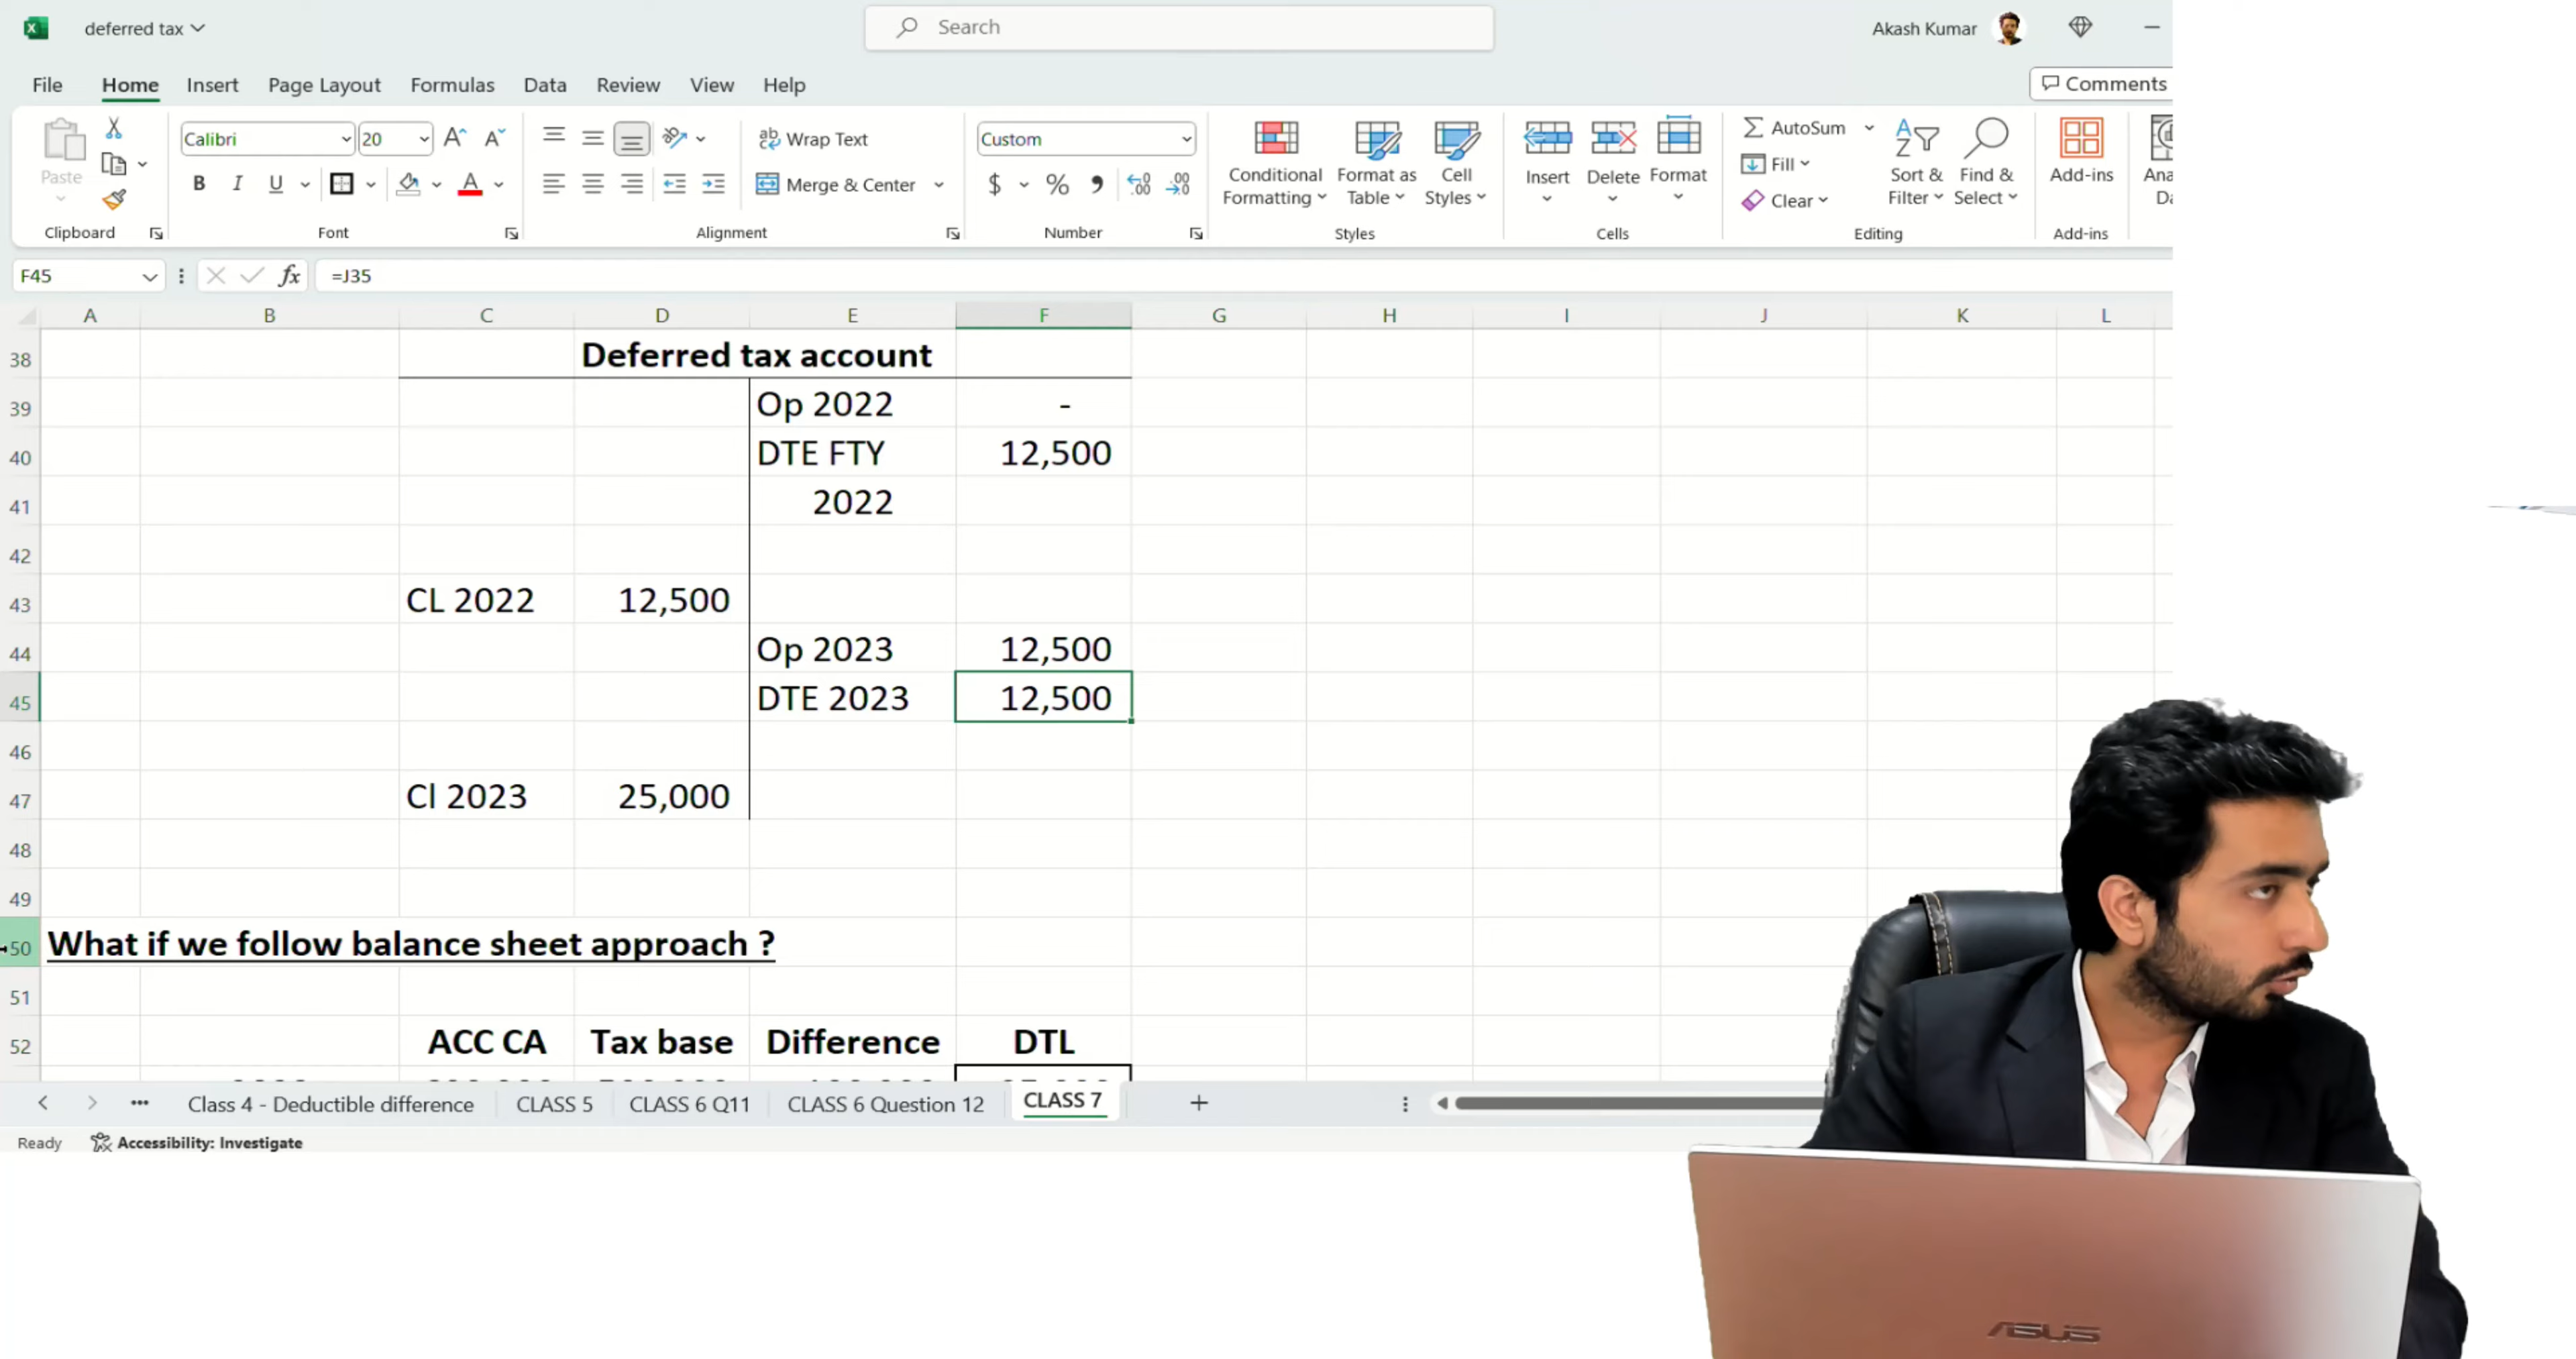 deferred tax
Search
Akash Kumar
File Home Insert Page Layout Formulas Data Review View Help
Comments
Paste
Calibri 20
Wrap Text
Custom
Merge & Center
Conditional Formatting
Format as Table
Cell Styles
Insert Delete Format
AutoSum
Fill
Clear
Sort & Filter
Find & Select
Add-ins
Clipboard Font Alignment Number Styles Cells Editing Add-ins
F45 fx =J35
A B C D E F G H I J K L
38 Deferred tax account
39 Op 2022 -
40 DTE FTY 12,500
41 2022
42
43 CL 2022 12,500
44 Op 2023 12,500
45 DTE 2023 12,500
46
47 Cl 2023 25,000
48
49
50 What if we follow balance sheet approach ?
51
52 ACC CA Tax base Difference DTL
Class 4 - Deductible difference CLASS 5 CLASS 6 Q11 CLASS 6 Question 12 CLASS 7
Ready Accessibility: Investigate
ASUS